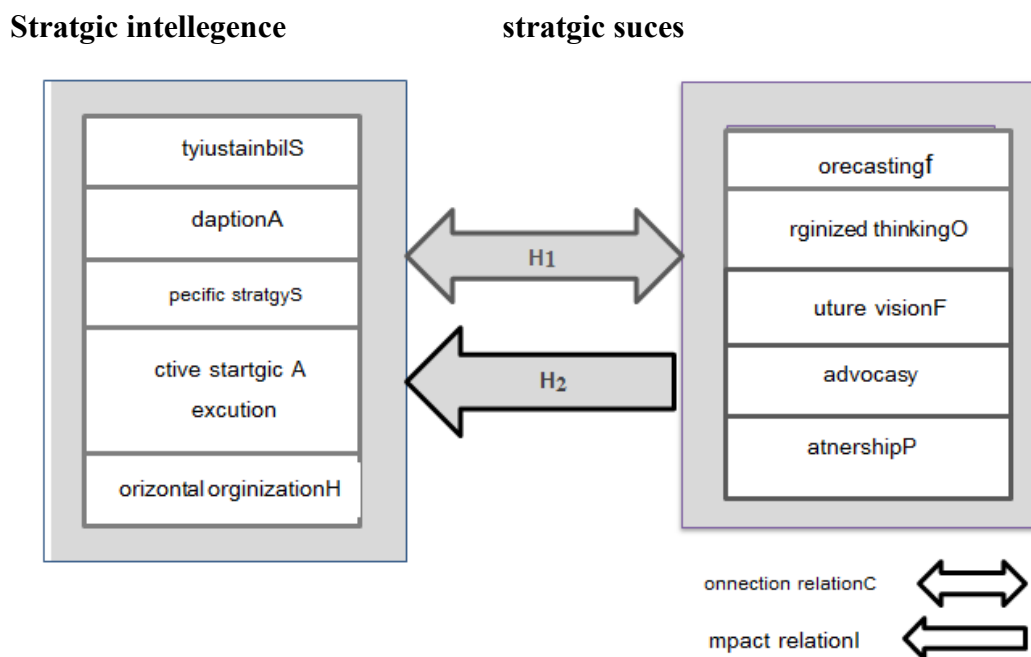 Stratgic intellegence
stratgic suces
tyiustainbilS
daptionA
pecific stratgyS
ctive startgic A
excution
orizontal orginizationH
H1
H2
orecastingf
rginized thinkingO
uture visionF
advocasy
atnershipP
onnection relationC
mpact relationI